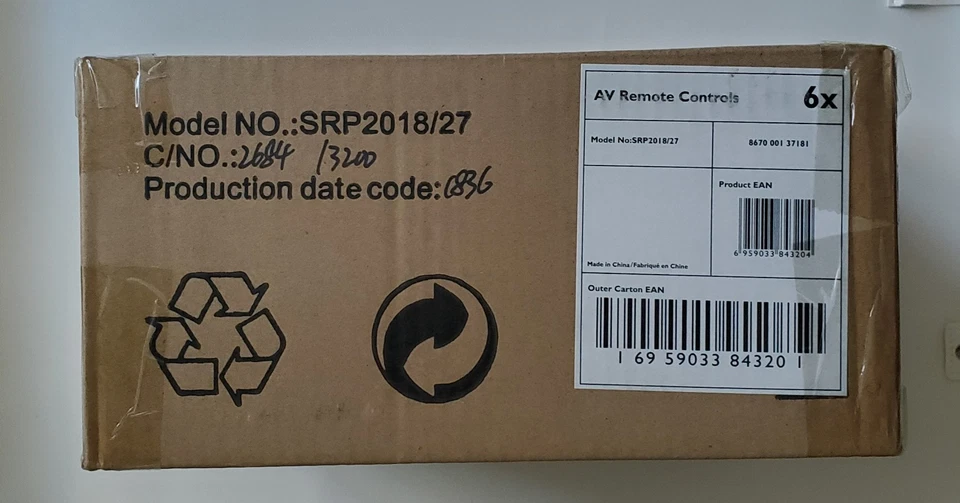 Model NO.:SRP2018/27
C/NO.:2684 /3200
Production date code:0836
AV Remote Controls 6x
Model No:SRP2018/27
8670 001 37181
Product EAN
6 959033 843204
Made in China/Fabriqué en Chine
Outer Carton EAN
1 69 59033 84320 1